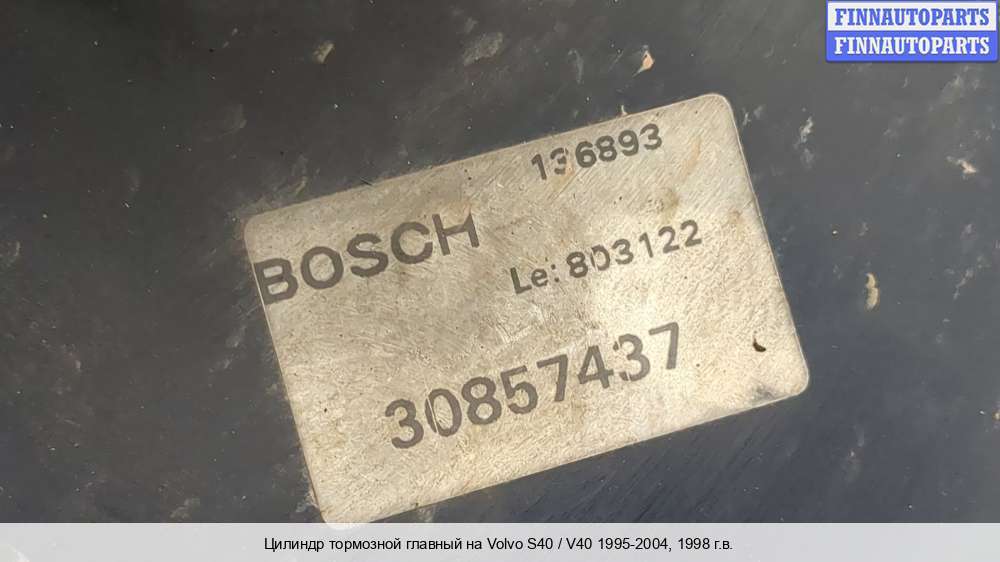 FINNAUTOPARTS
FINNAUTOPARTS
136893
BOSCH
Le: 803122
30857437
Цилиндр тормозной главный на Volvo S40 / V40 1995-2004, 1998 г.в.